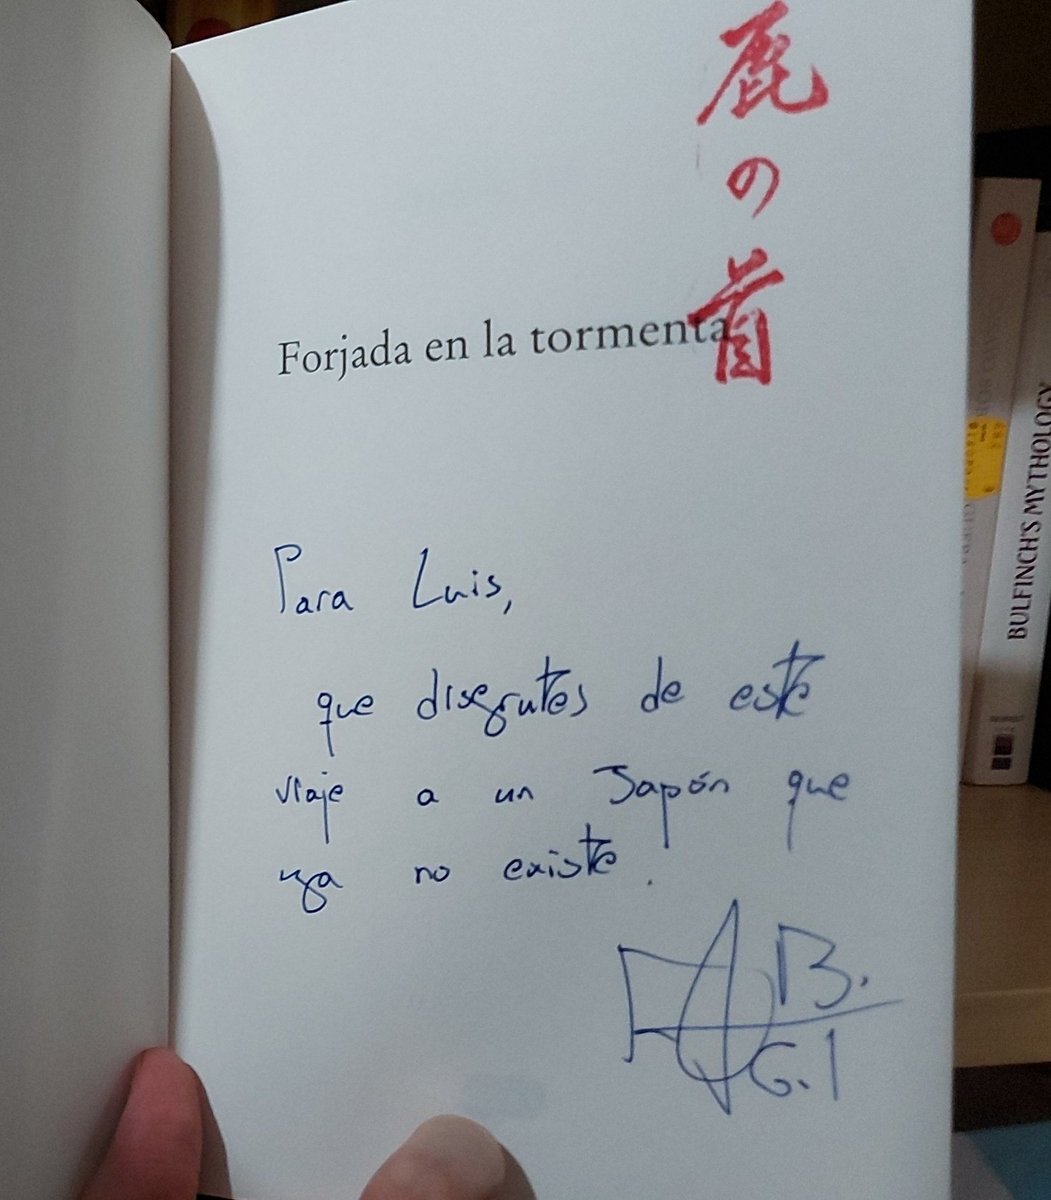 鹿の首
Forjada en la tormenta
Para Luis,
que disfrutes de este
viaje a un Japón que
ya no existe.
B.
G.
BULFINCH'S MYTHOLOGY